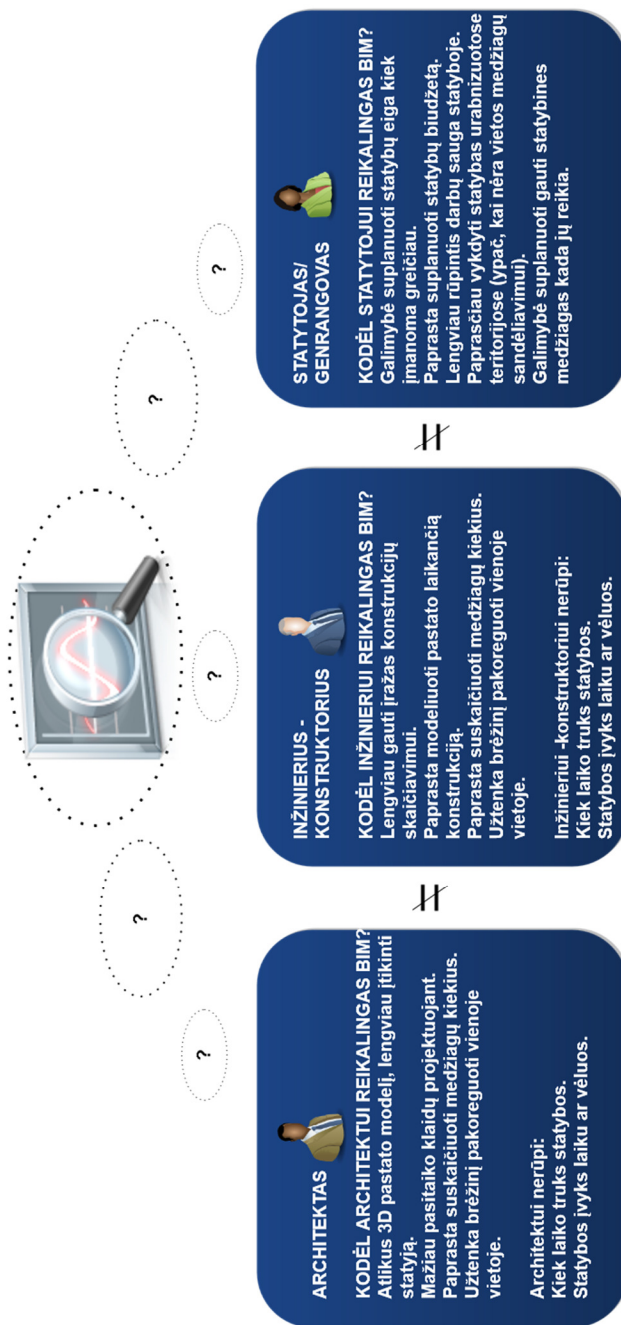 ?
?
?
?
?
ARCHITEKTAS
KODĖL ARCHITEKTUI REIKALINGAS BIM?
Atlikus 3D pastato modelį, lengviau įtikinti
statyją.
Mažiau pasitaiko klaidų projektuojant.
Paprasta suskaičiuoti medžiagų kiekius.
Užtenka brėžinį pakoreguoti vienoje
vietoje.
Architektui nerūpi:
Kiek laiko truks statybos.
Statybos įvyks laiku ar vėluos.
≠
INŽINIERIUS -
KONSTRUKTORIUS
KODĖL INŽINIERIUI REIKALINGAS BIM?
Lengviau gauti įražas konstrukcijų
skaičiavimui.
Paprasta modeliuoti pastato laikančią
konstrukciją.
Paprasta suskaičiuoti medžiagų kiekius.
Užtenka brėžinį pakoreguoti vienoje
vietoje.
Inžinieriui -konstruktoriui nerūpi:
Kiek laiko truks statybos.
Statybos įvyks laiku ar vėluos.
≠
STATYTOJAS/
GENRANGOVAS
KODĖL STATYTOJUI REIKALINGAS BIM?
Galimybė suplanuoti statybų eiga kiek
įmanoma greičiau.
Paprasta suplanuoti statybų biudžetą.
Lengviau rūpintis darbų sauga statyboje.
Paprasčiau vykdyti statybas urabnizuotose
teritorijose (ypač, kai nėra vietos medžiagų
sandėliavimui).
Galimybė suplanuoti gauti statybines
medžiagas kada jų reikia.